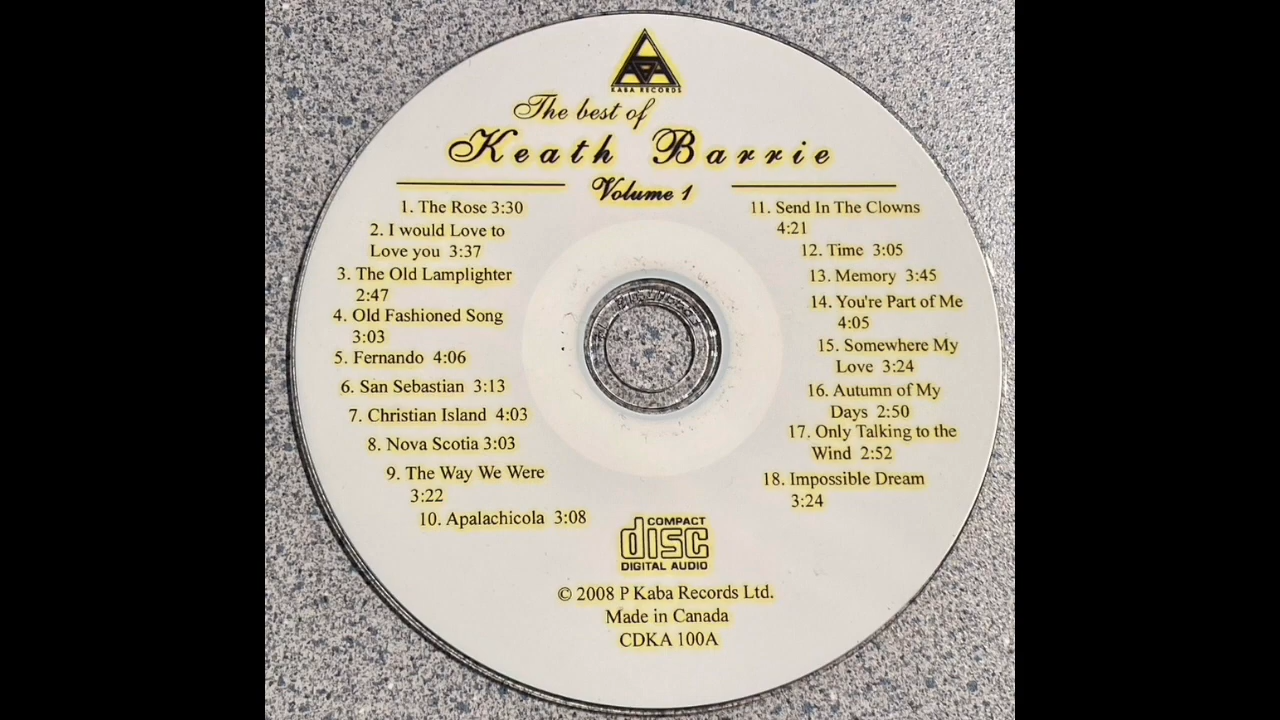 KABA RECORDS
The best of
Keath Barrie
Volume 1
1. The Rose 3:30
2. I would Love to
Love you 3:37
3. The Old Lamplighter
2:47
4. Old Fashioned Song
3:03
5. Fernando 4:06
6. San Sebastian 3:13
7. Christian Island 4:03
8. Nova Scotia 3:03
9. The Way We Were
3:22
10. Apalachicola 3:08
11. Send In The Clowns
4:21
12. Time 3:05
13. Memory 3:45
14. You're Part of Me
4:05
15. Somewhere My
Love 3:24
16. Autumn of My
Days 2:50
17. Only Talking to the
Wind 2:52
18. Impossible Dream
3:24
COMPACT
disc
DIGITAL AUDIO
© 2008 P Kaba Records Ltd.
Made in Canada
CDKA 100A